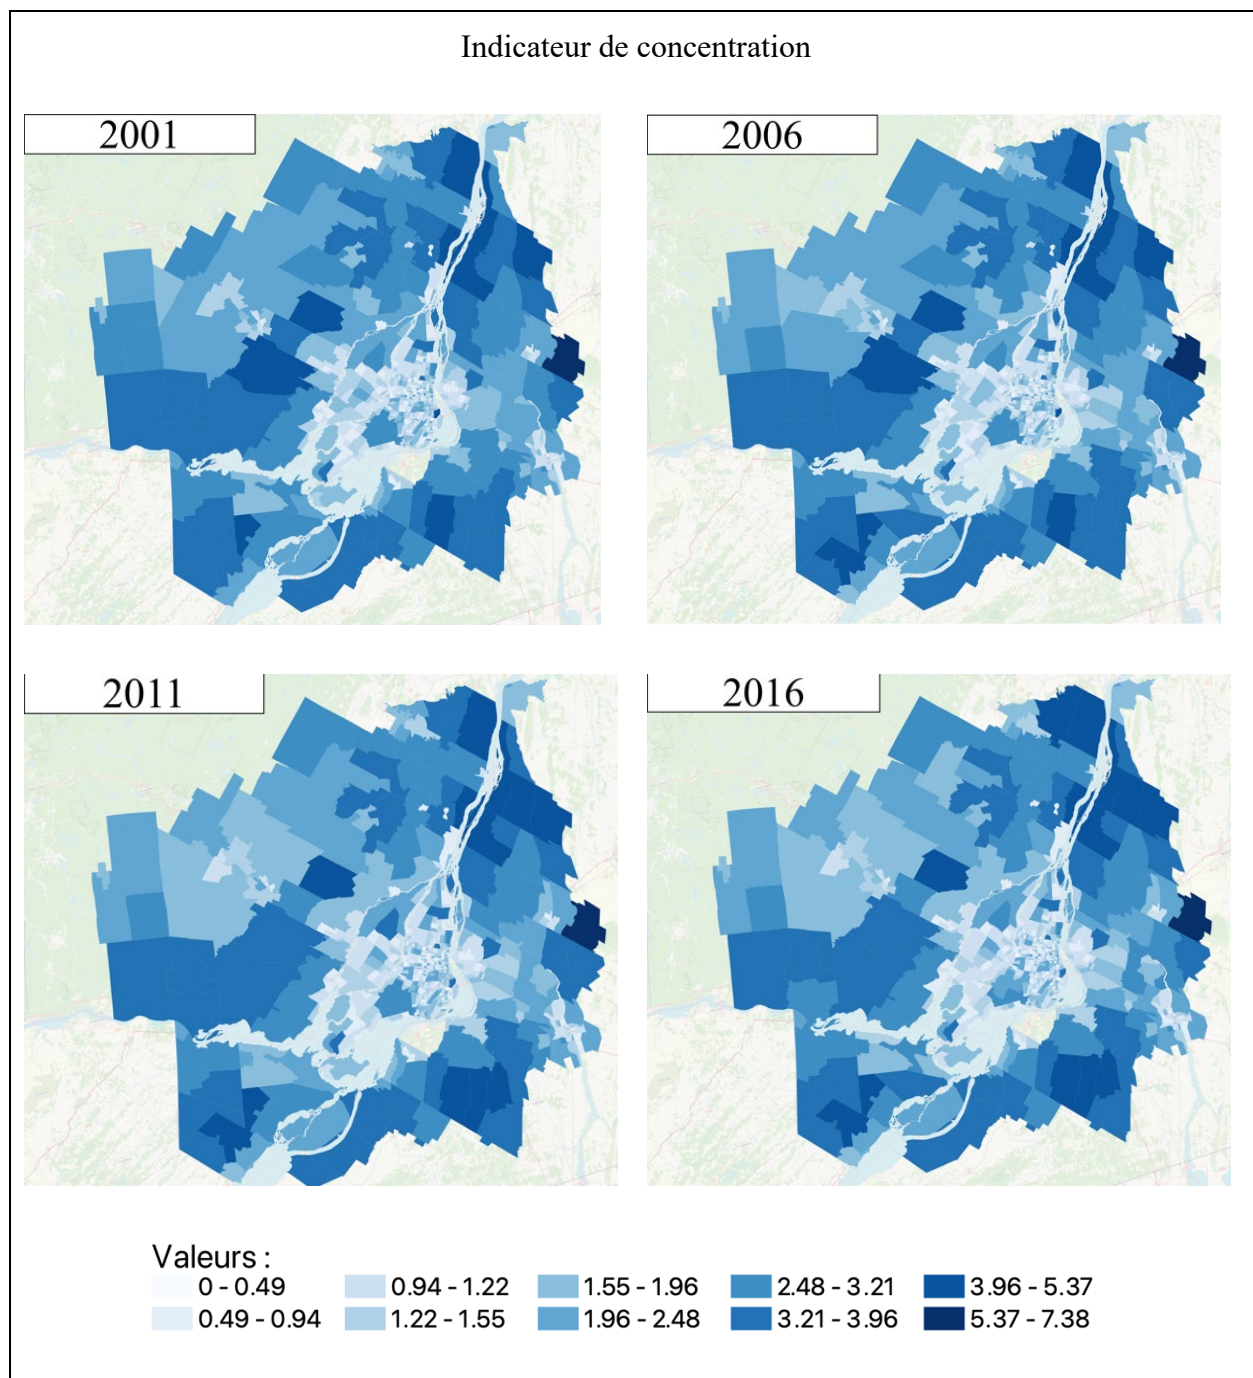 Indicateur de concentration
2001
2006
2011
2016
Valeurs :
0 - 0.49
0.94 - 1.22
1.55 - 1.96
2.48 - 3.21
3.96 - 5.37
0.49 - 0.94
1.22 - 1.55
1.96 - 2.48
3.21 - 3.96
5.37 - 7.38